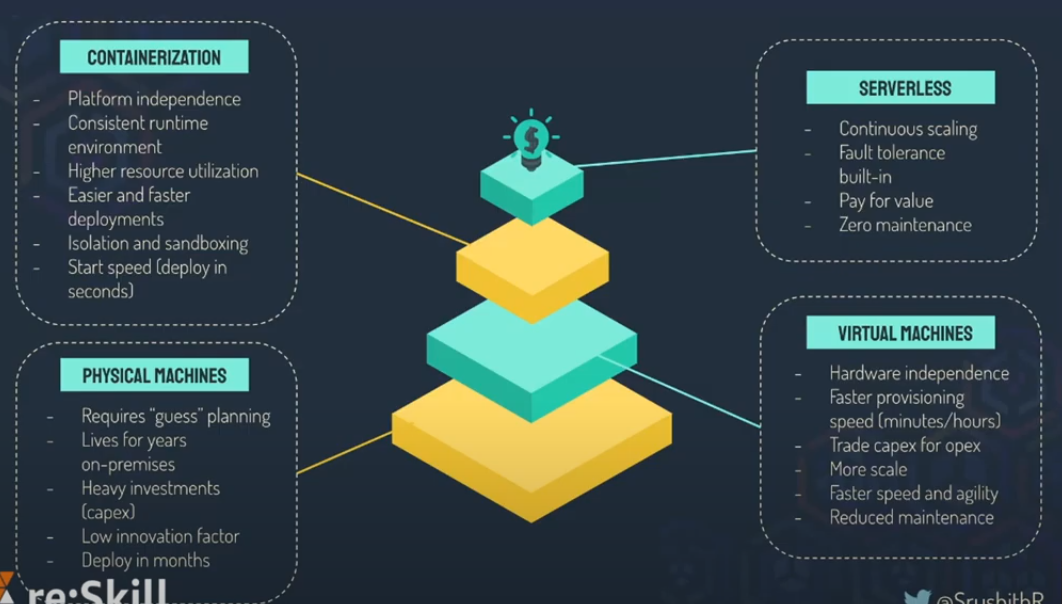 CONTAINERIZATION
- Platform independence
- Consistent runtime
environment
- Higher resource utilization
- Easier and faster
deployments
- Isolation and sandboxing
- Start speed (deploy in
seconds)
SERVERLESS
- Continuous scaling
- Fault tolerance
built-in
- Pay for value
- Zero maintenance
$
PHYSICAL MACHINES
- Requires “guess” planning
- Lives for years
on-premises
- Heavy investments
(capex)
- Low innovation factor
- Deploy in months
VIRTUAL MACHINES
- Hardware independence
- Faster provisioning
speed (minutes/hours)
- Trade capex for opex
- More scale
- Faster speed and agility
- Reduced maintenance
re:Skill
@SrushithR